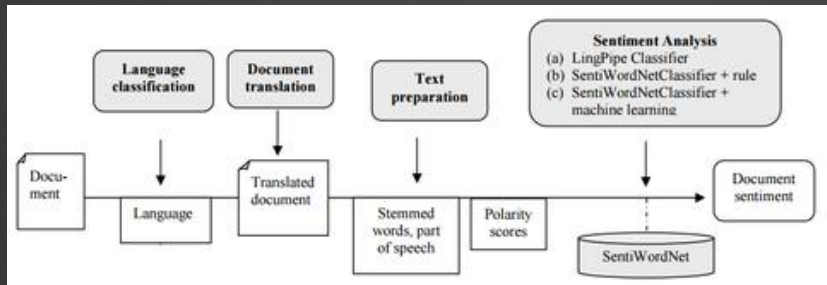 Language
classification
Document
translation
Text
preparation
Sentiment Analysis
(a) LingPipe Classifier
(b) SentiWordNetClassifier + rule
(c) SentiWordNetClassifier +
machine learning
Docu-
ment
Language
Translated
document
Stemmed
words, part
of speech
Polarity
scores
SentiWordNet
Document
sentiment